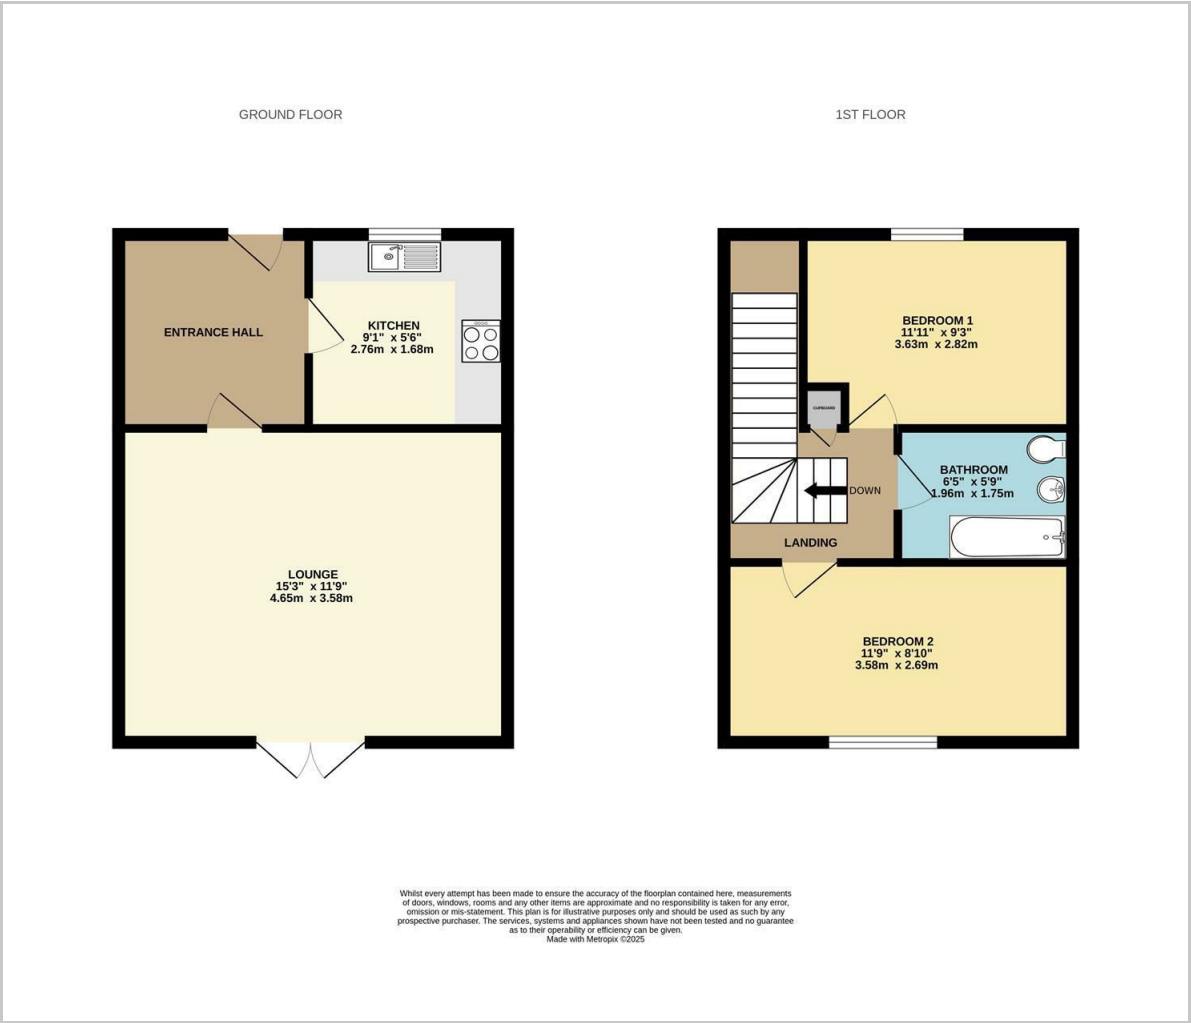 GROUND FLOOR
1ST FLOOR
ENTRANCE HALL
KITCHEN
9'1" x 5'6"
2.76m x 1.68m
LOUNGE
15'3" x 11'9"
4.65m x 3.58m
BEDROOM 1
11'11" x 9'3"
3.63m x 2.82m
CUPBOARD
BATHROOM
6'5" x 5'9"
1.96m x 1.75m
DOWN
LANDING
BEDROOM 2
11'9" x 8'10"
3.58m x 2.69m
Whilst every attempt has been made to ensure the accuracy of the floorplan contained here, measurements
of doors, windows, rooms and any other items are approximate and no responsibility is taken for any error,
omission or mis-statement. This plan is for illustrative purposes only and should be used as such by any
prospective purchaser. The services, systems and appliances shown have not been tested and no guarantee
as to their operability or efficiency can be given.
Made with Metropix ©2025